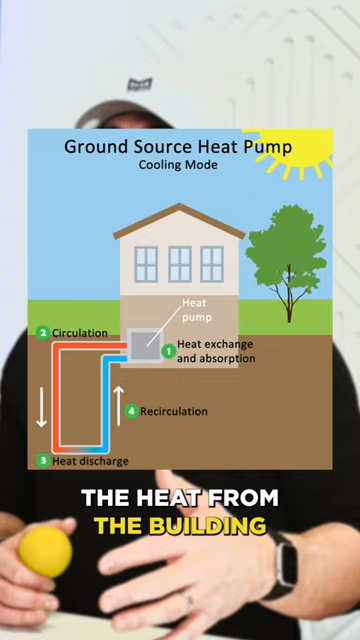 Ground Source Heat Pump
Cooling Mode
Heat
pump
2 Circulation
1 Heat exchange
and absorption
4 Recirculation
3 Heat discharge
THE HEAT FROM
THE BUILDING